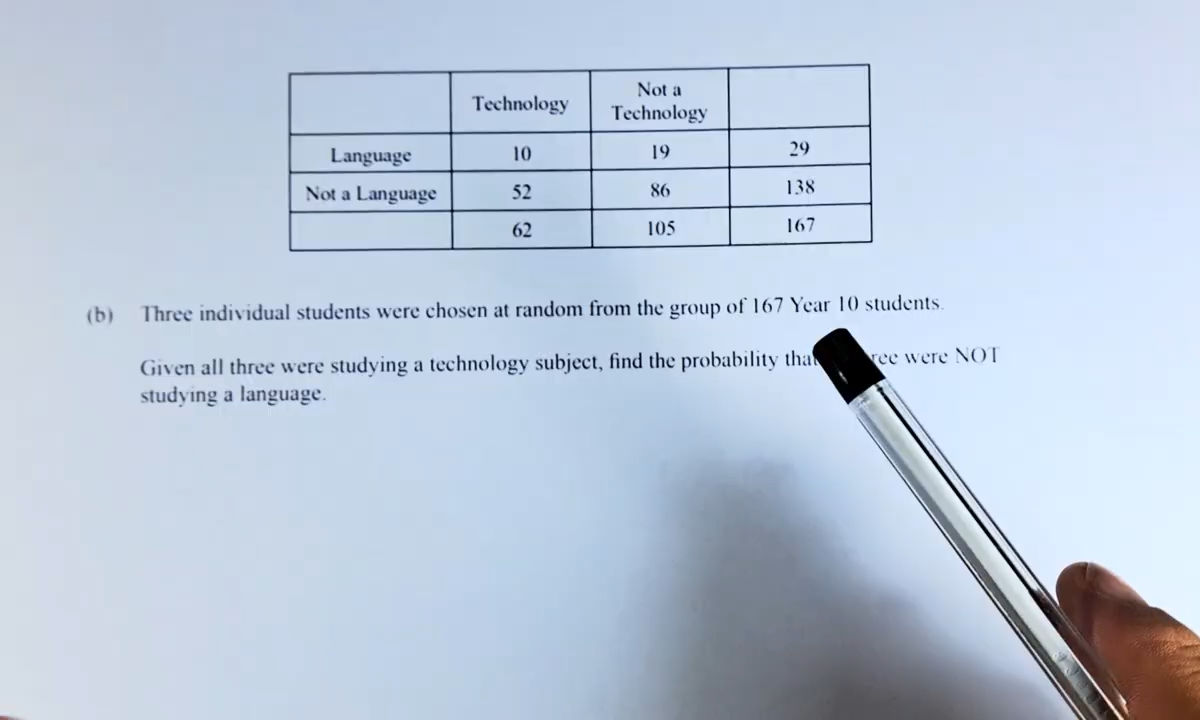 Technology
Not a
Technology
Language 10 19 29
Not a Language 52 86 138
62 105 167
(b) Three individual students were chosen at random from the group of 167 Year 10 students.
Given all three were studying a technology subject, find the probability were NOT
studying a language.